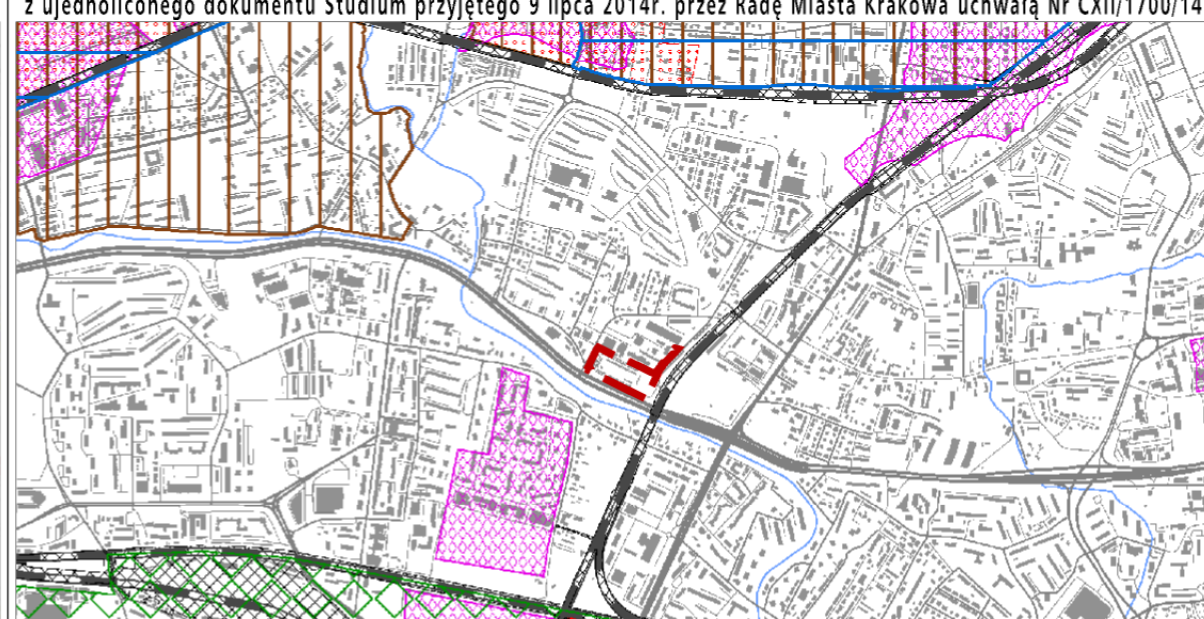 z ujednoliconego dokumentu Studium przyjętego 9 lipca 2014r. przez Radę Miasta Krakowa uchwałą Nr CXII/1700/14